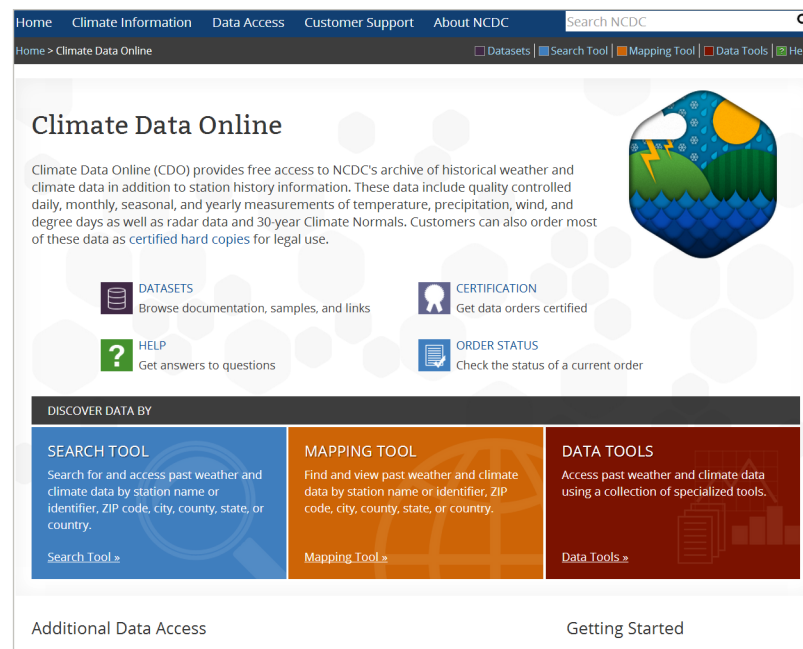 Home Climate Information Data Access Customer Support About NCDC Search NCDC
Home > Climate Data Online Datasets Search Tool Mapping Tool Data Tools ? He
Climate Data Online
Climate Data Online (CDO) provides free access to NCDC's archive of historical weather and
climate data in addition to station history information. These data include quality controlled
daily, monthly, seasonal, and yearly measurements of temperature, precipitation, wind, and
degree days as well as radar data and 30-year Climate Normals. Customers can also order most
of these data as certified hard copies for legal use.
DATASETS
Browse documentation, samples, and links
CERTIFICATION
Get data orders certified
?
HELP
Get answers to questions
ORDER STATUS
Check the status of a current order
DISCOVER DATA BY
SEARCH TOOL
Search for and access past weather and
climate data by station name or
identifier, ZIP code, city, county, state, or
country.
Search Tool »
MAPPING TOOL
Find and view past weather and climate
data by station name or identifier, ZIP
code, city, county, state, or country.
Mapping Tool »
DATA TOOLS
Access past weather and climate data
using a collection of specialized tools.
Data Tools »
Additional Data Access
Getting Started